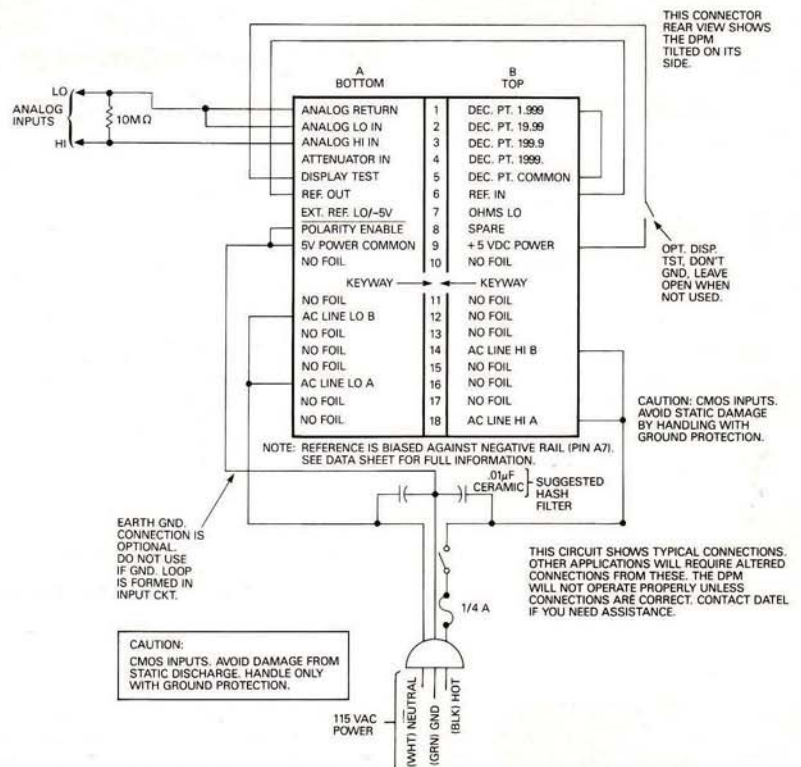 THIS CONNECTOR
REAR VIEW SHOWS
THE DPM
TILTED ON ITS
SIDE.
A
BOTTOM
B
TOP
LO
ANALOG
INPUTS
HI
10MΩ
ANALOG RETURN 1 DEC. PT. 1.999
ANALOG LO IN 2 DEC. PT. 19.99
ANALOG HI IN 3 DEC. PT. 199.9
ATTENUATOR IN 4 DEC. PT. 1999.
DISPLAY TEST 5 DEC. PT. COMMON
REF. OUT 6 REF. IN
EXT. REF. LO/-5V 7 OHMS LO
POLARITY ENABLE 8 SPARE
5V POWER COMMON 9 +5 VDC POWER
NO FOIL 10 NO FOIL
KEYWAY KEYWAY
NO FOIL 11 NO FOIL
AC LINE LO B 12 NO FOIL
NO FOIL 13 NO FOIL
NO FOIL 14 AC LINE HI B
NO FOIL 15 NO FOIL
AC LINE LO A 16 NO FOIL
NO FOIL 17 NO FOIL
NO FOIL 18 AC LINE HI A
OPT. DISP.
TST, DON'T
GND, LEAVE
OPEN WHEN
NOT USED.
CAUTION: CMOS INPUTS.
AVOID STATIC DAMAGE
BY HANDLING WITH
GROUND PROTECTION.
NOTE: REFERENCE IS BIASED AGAINST NEGATIVE RAIL (PIN A7).
SEE DATA SHEET FOR FULL INFORMATION.
.01μF
CERAMIC
SUGGESTED
HASH
FILTER
EARTH GND.
CONNECTION IS
OPTIONAL.
DO NOT USE
IF GND. LOOP
IS FORMED IN
INPUT CKT.
THIS CIRCUIT SHOWS TYPICAL CONNECTIONS.
OTHER APPLICATIONS WILL REQUIRE ALTERED
CONNECTIONS FROM THESE. THE DPM
WILL NOT OPERATE PROPERLY UNLESS
CONNECTIONS ARE CORRECT. CONTACT DATEL
IF YOU NEED ASSISTANCE.
1/4 A
CAUTION:
CMOS INPUTS. AVOID DAMAGE FROM
STATIC DISCHARGE. HANDLE ONLY
WITH GROUND PROTECTION.
115 VAC
POWER
(WHT) NEUTRAL
(GRN) GND
(BLK) HOT